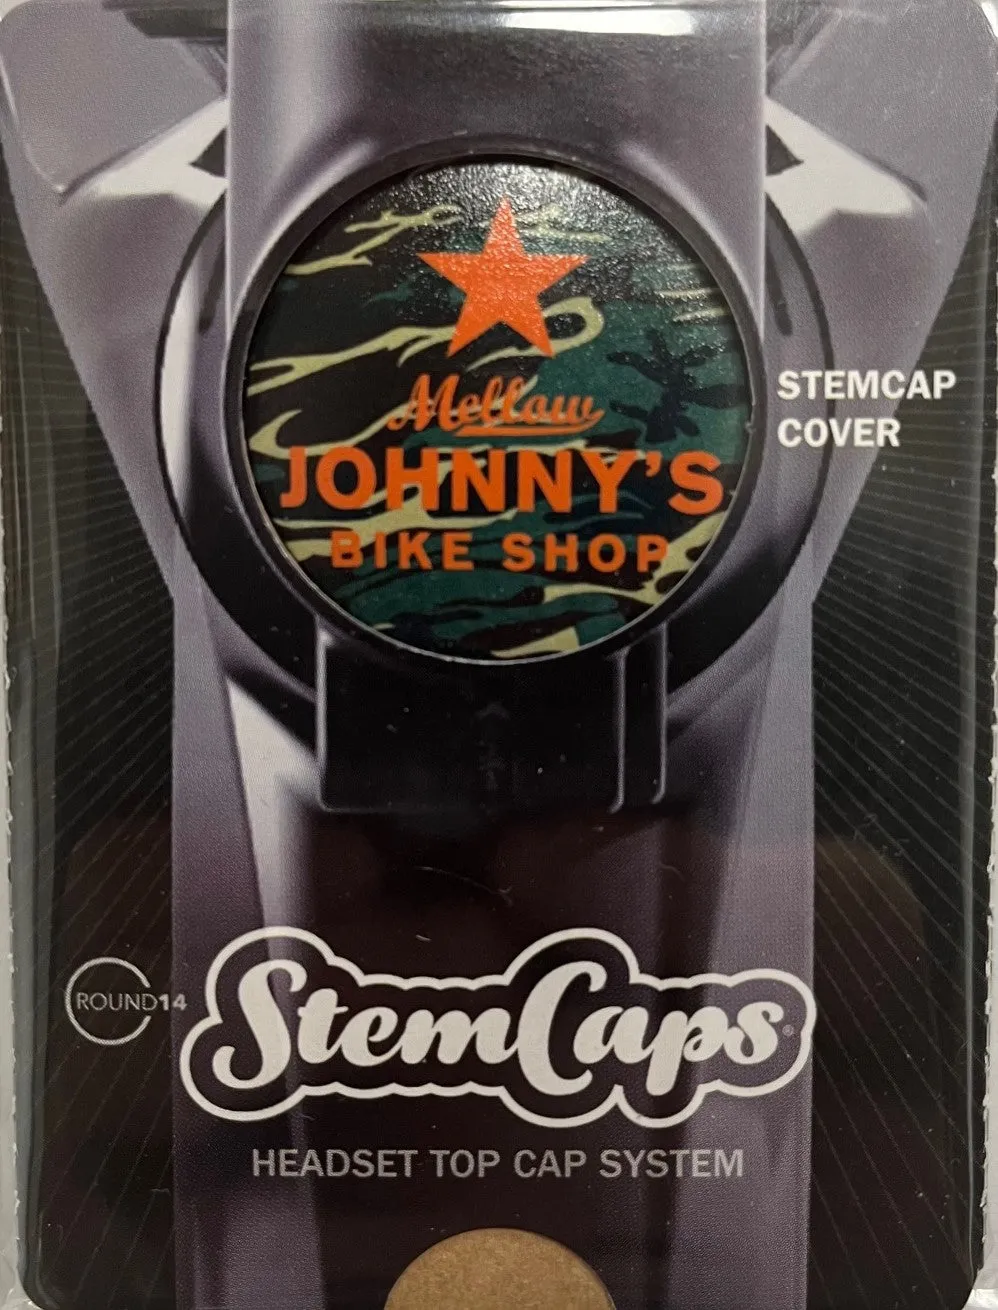 Mellow
JOHNNY'S
BIKE SHOP
STEMCAP
COVER
ROUND14
StemCaps®
HEADSET TOP CAP SYSTEM